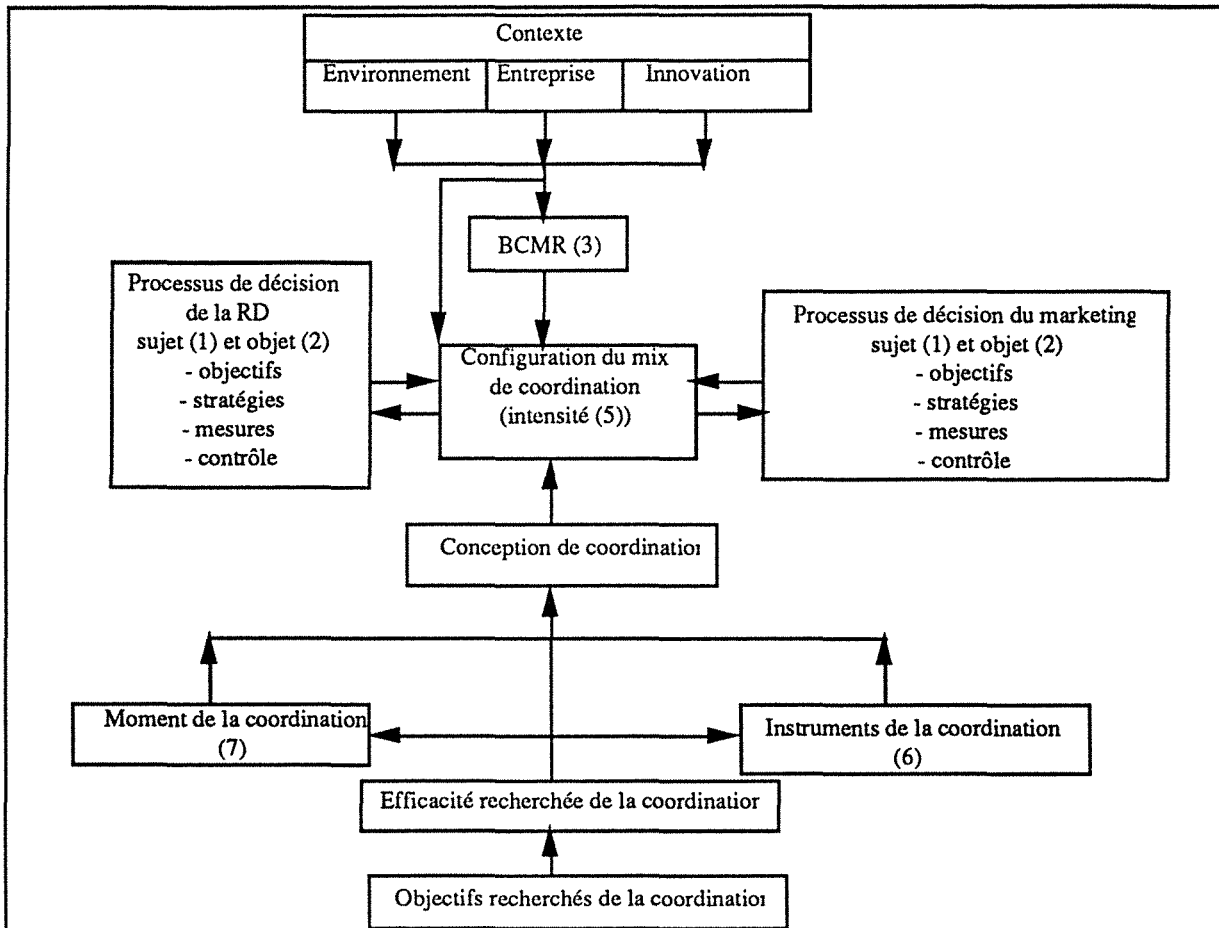 Contexte
Environnement
Entreprise
Innovation
BCMR (3)
Processus de décision
de la RD
sujet (1) et objet (2)
- objectifs
- stratégies
- mesures
- contrôle
Configuration du mix
de coordination
(intensité (5))
Processus de décision du marketing
sujet (1) et objet (2)
- objectifs
- stratégies
- mesures
- contrôle
Conception de coordination
Moment de la coordination
(7)
Instruments de la coordination
(6)
Efficacité recherchée de la coordination
Objectifs recherchés de la coordination